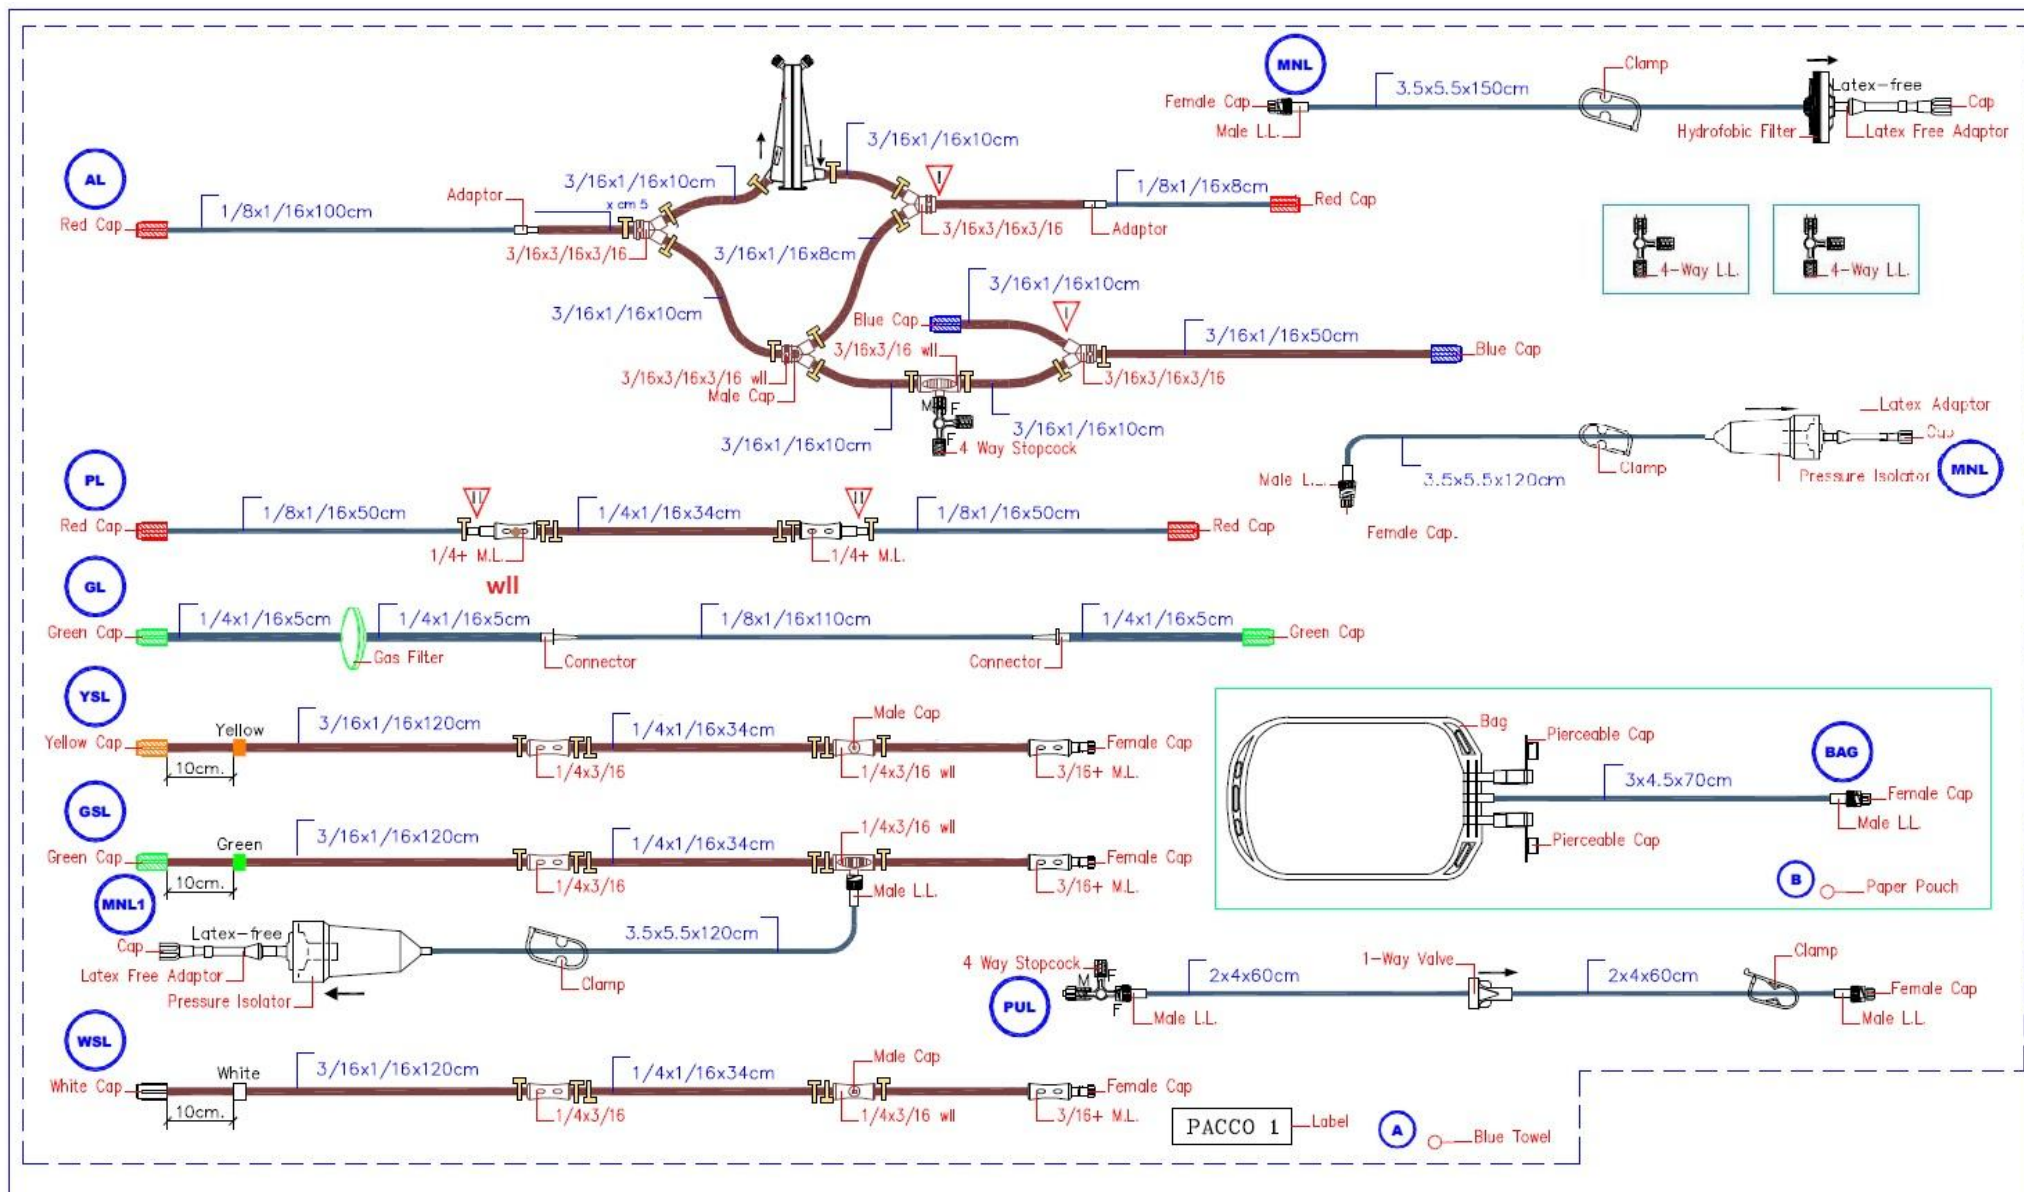 AL
Red Cap
1/8x1/16x100cm
Adaptor
x cm 5
3/16x3/16x3/16
3/16x1/16x10cm
3/16x1/16x10cm
3/16x1/16x10cm
3/16x1/16x8cm
I
3/16x3/16x3/16
1/8x1/16x8cm
Adaptor
Red Cap
3/16x3/16x3/16 wll
Male Cap
Blue Cap
3/16x1/16x10cm
3/16x3/16 wll
I
3/16x1/16x50cm
Blue Cap
3/16x3/16x3/16
3/16x1/16x10cm
3/16x1/16x10cm
M
F
F
4 Way Stopcock
MNL
Female Cap
Male L.L.
3.5x5.5x150cm
Clamp
Latex-free
Cap
Hydrofobic Filter
Latex Free Adaptor
4-Way L.L.
4-Way L.L.
Latex Adaptor
MNL
Male L.
Female Cap.
3.5x5.5x120cm
Clamp
Pressure Isolator
PL
Red Cap
1/8x1/16x50cm
II
1/4+ M.L.
wll
1/4x1/16x34cm
II
1/4+ M.L.
1/8x1/16x50cm
Red Cap
GL
Green Cap
1/4x1/16x5cm
Gas Filter
1/4x1/16x5cm
Connector
1/8x1/16x110cm
Connector
1/4x1/16x5cm
Green Cap
YSL
Yellow Cap
10cm.
Yellow
3/16x1/16x120cm
1/4x3/16
1/4x1/16x34cm
Male Cap
1/4x3/16 wll
3/16+ M.L.
Female Cap
GSL
Green Cap
10cm.
Green
3/16x1/16x120cm
1/4x3/16
1/4x1/16x34cm
1/4x3/16 wll
Male L.L.
3/16+ M.L.
Female Cap
MNL1
Cap
Latex-free
Latex Free Adaptor
Pressure Isolator
Clamp
3.5x5.5x120cm
WSL
White Cap
10cm.
White
3/16x1/16x120cm
1/4x3/16
1/4x1/16x34cm
Male Cap
1/4x3/16 wll
3/16+ M.L.
Female Cap
Bag
Pierceable Cap
BAG
3x4.5x70cm
Female Cap
Male LL.
Pierceable Cap
B
Paper Pouch
PUL
4 Way Stopcock
M
F
F
Male L.L.
2x4x60cm
1-Way Valve
2x4x60cm
Clamp
Female Cap
Male L.L.
PACCO 1
Label
A
Blue Towel